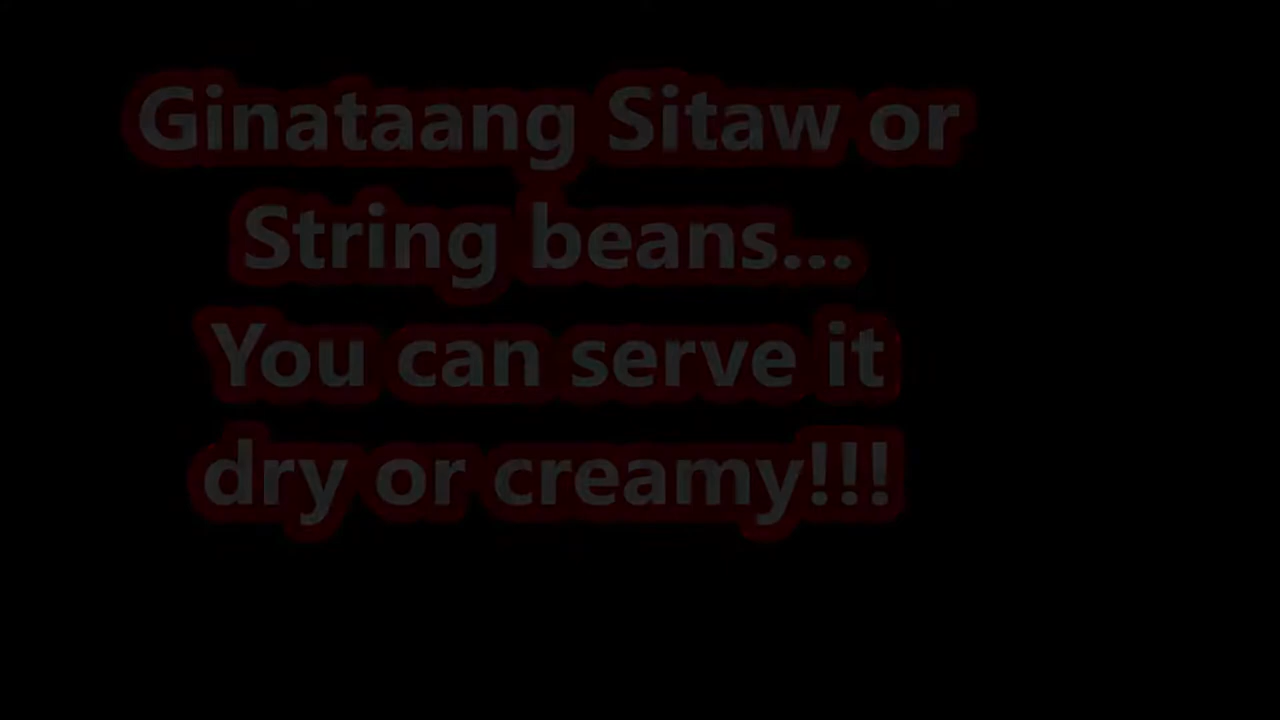 Ginataang Sitaw or
String beans...
You can serve it
dry or creamy!!!